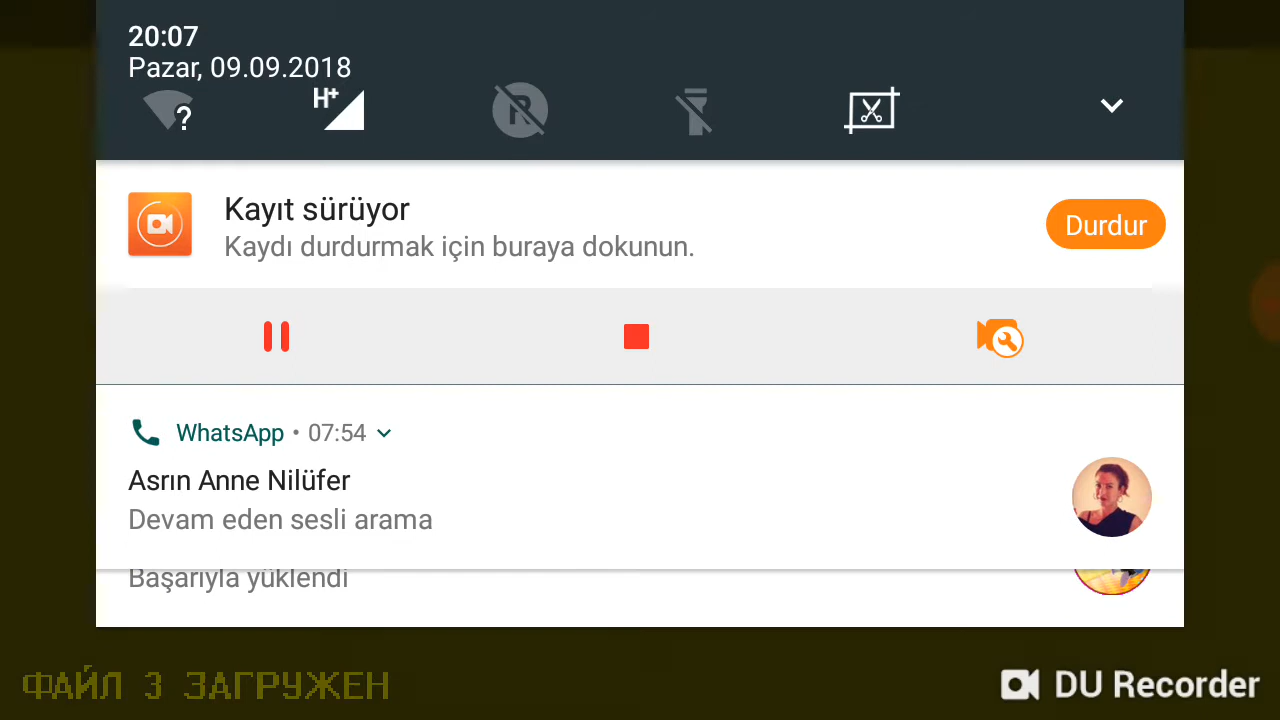 20:07
Pazar, 09.09.2018
?
H+
R
Kayıt sürüyor
Kaydı durdurmak için buraya dokunun.
Durdur
WhatsApp • 07:54
Asrın Anne Nilüfer
Devam eden sesli arama
Başarıyla yüklendi
ФАЙЛ 3 ЗАГРУЖЕН
DU Recorder